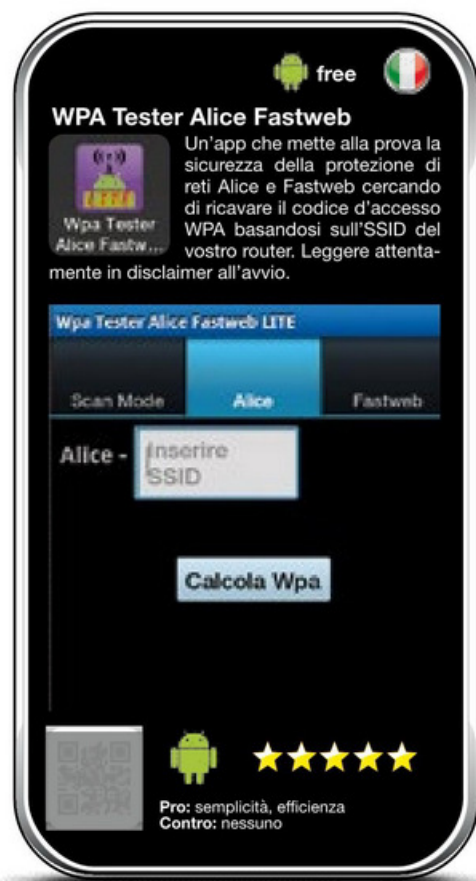 free
WPA Tester Alice Fastweb
Un'app che mette alla prova la
sicurezza della protezione di
reti Alice e Fastweb cercando
di ricavare il codice d'accesso
WPA basandosi sull'SSID del
vostro router. Leggere attenta-
mente in disclaimer all'avvio.
Wpa Tester
Alice Fastw...
Wpa Tester Alice Fastweb LITE
Scan Mode
Alice
Fastweb
Alice -
Inserire
SSID
Calcola Wpa
Pro: semplicità, efficienza
Contro: nessuno